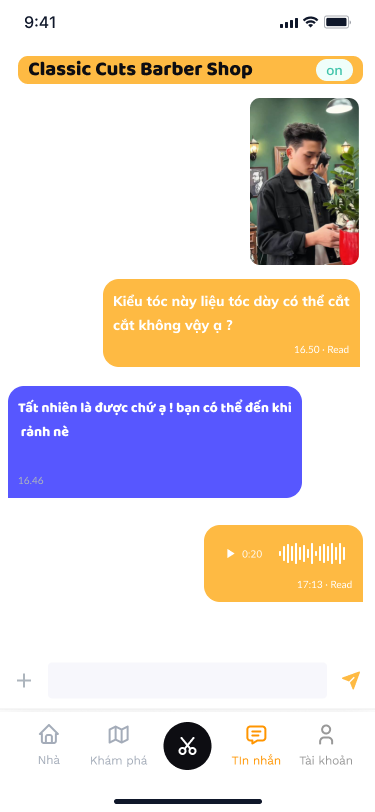 9:41
Classic Cuts Barber Shop
on
Kiểu tóc này liệu tóc dày có thể cắt
cắt không vậy ạ ?
16.50 · Read
Tất nhiên là được chứ ạ ! bạn có thể đến khi
rảnh nè
16.46
0:20
17:13 · Read
Nhà
Khám phá
TIn nhắn
Tài khoản